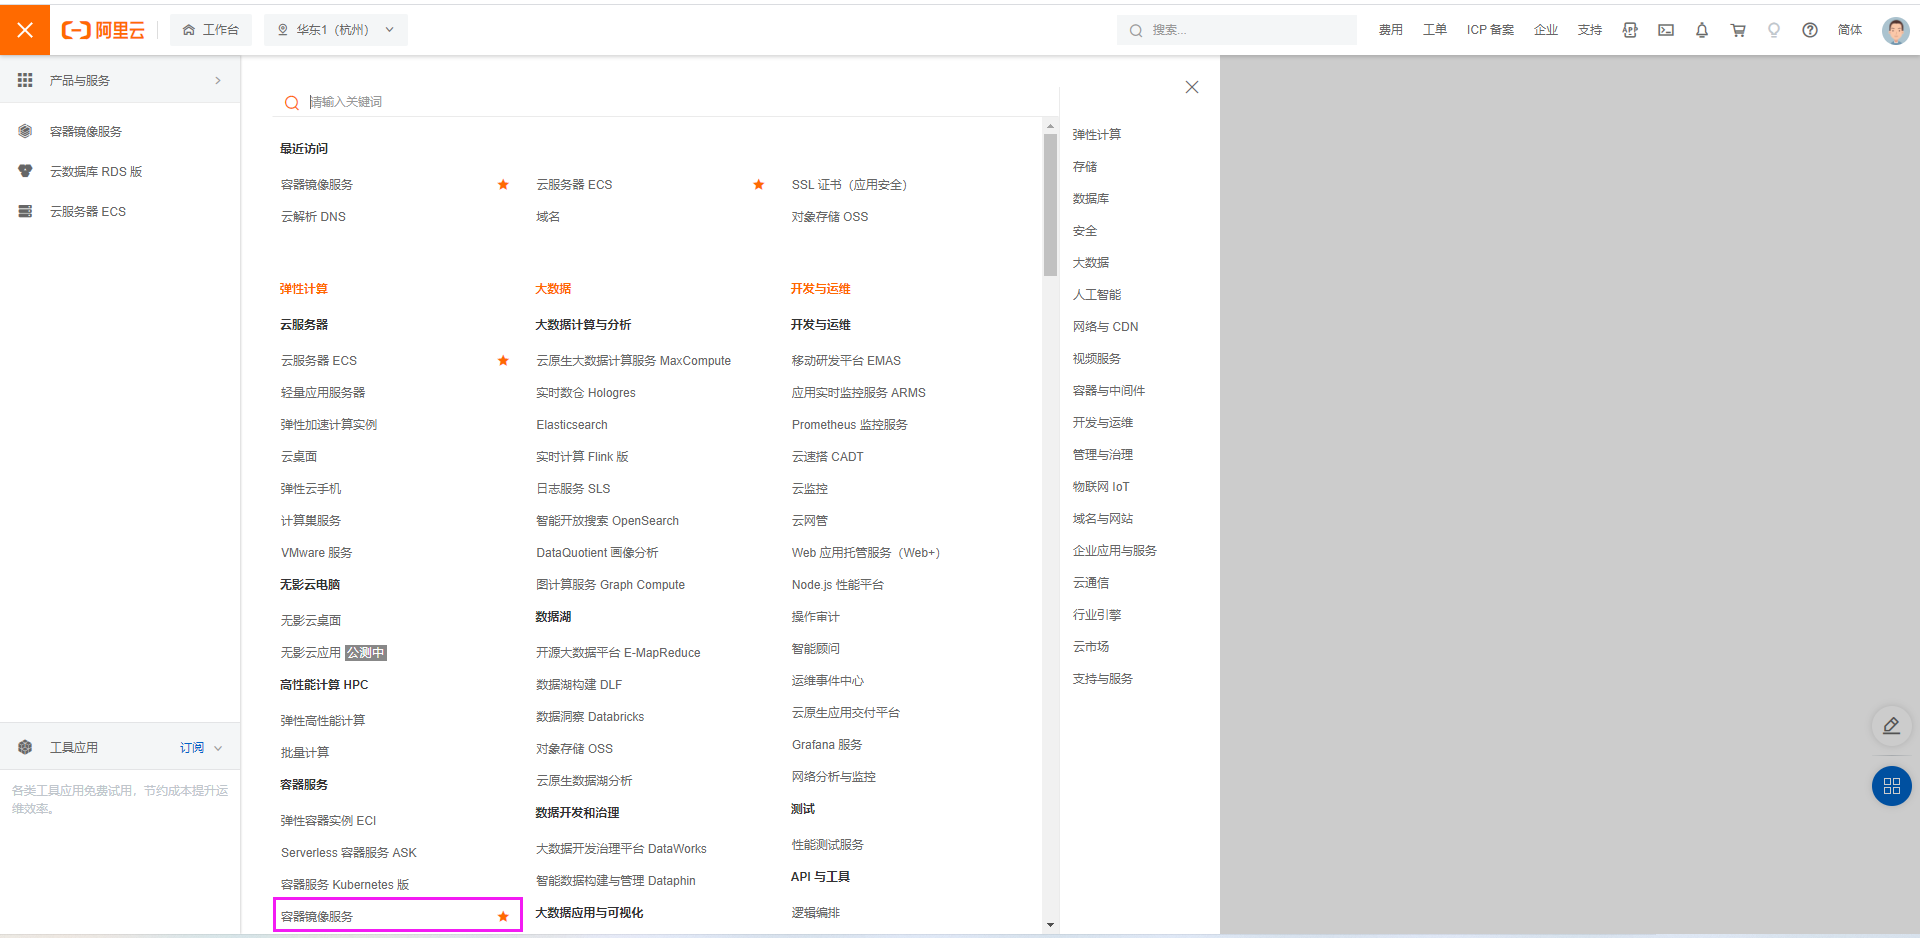 阿里云
工作台
华东1（杭州）
搜索...
费用
工单
ICP 备案
企业
支持
简体
产品与服务
容器镜像服务
云数据库 RDS 版
云服务器 ECS
工具应用
订阅
各类工具应用免费试用，节约成本提升运
维效率。
请输入关键词
最近访问
容器镜像服务
云服务器 ECS
SSL 证书（应用安全）
云解析 DNS
域名
对象存储 OSS
弹性计算
云服务器
云服务器 ECS
轻量应用服务器
弹性加速计算实例
云桌面
弹性云手机
计算巢服务
VMware 服务
无影云电脑
无影云桌面
无影云应用 公测中
高性能计算 HPC
弹性高性能计算
批量计算
容器服务
弹性容器实例 ECI
Serverless 容器服务 ASK
容器服务 Kubernetes 版
容器镜像服务
大数据
大数据计算与分析
云原生大数据计算服务 MaxCompute
实时数仓 Hologres
Elasticsearch
实时计算 Flink 版
日志服务 SLS
智能开放搜索 OpenSearch
DataQuotient 画像分析
图计算服务 Graph Compute
数据湖
开源大数据平台 E-MapReduce
数据湖构建 DLF
数据洞察 Databricks
对象存储 OSS
云原生数据湖分析
数据开发和治理
大数据开发治理平台 DataWorks
智能数据构建与管理 Dataphin
大数据应用与可视化
开发与运维
开发与运维
移动研发平台 EMAS
应用实时监控服务 ARMS
Prometheus 监控服务
云速搭 CADT
云监控
云网管
Web 应用托管服务（Web+）
Node.js 性能平台
操作审计
智能顾问
运维事件中心
云原生应用交付平台
Grafana 服务
网络分析与监控
测试
性能测试服务
API 与工具
逻辑编排
弹性计算
存储
数据库
安全
大数据
人工智能
网络与 CDN
视频服务
容器与中间件
开发与运维
管理与治理
物联网 IoT
域名与网站
企业应用与服务
云通信
行业引擎
云市场
支持与服务